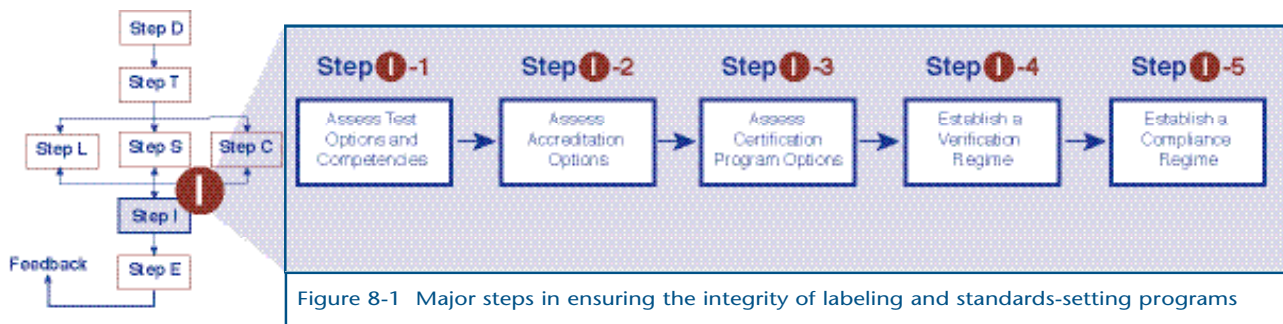 Step D
Step T
Step L
Step S
Step C
I
Step I
Step E
Feedback
Step I-1
Assess Test
Options and
Competencies
Step I-2
Assess
Accreditation
Options
Step I-3
Assess
Certification
Program Options
Step I-4
Establish a
Verification
Regime
Step I-5
Establish a
Compliance
Regime
Figure 8-1 Major steps in ensuring the integrity of labeling and standards-setting programs